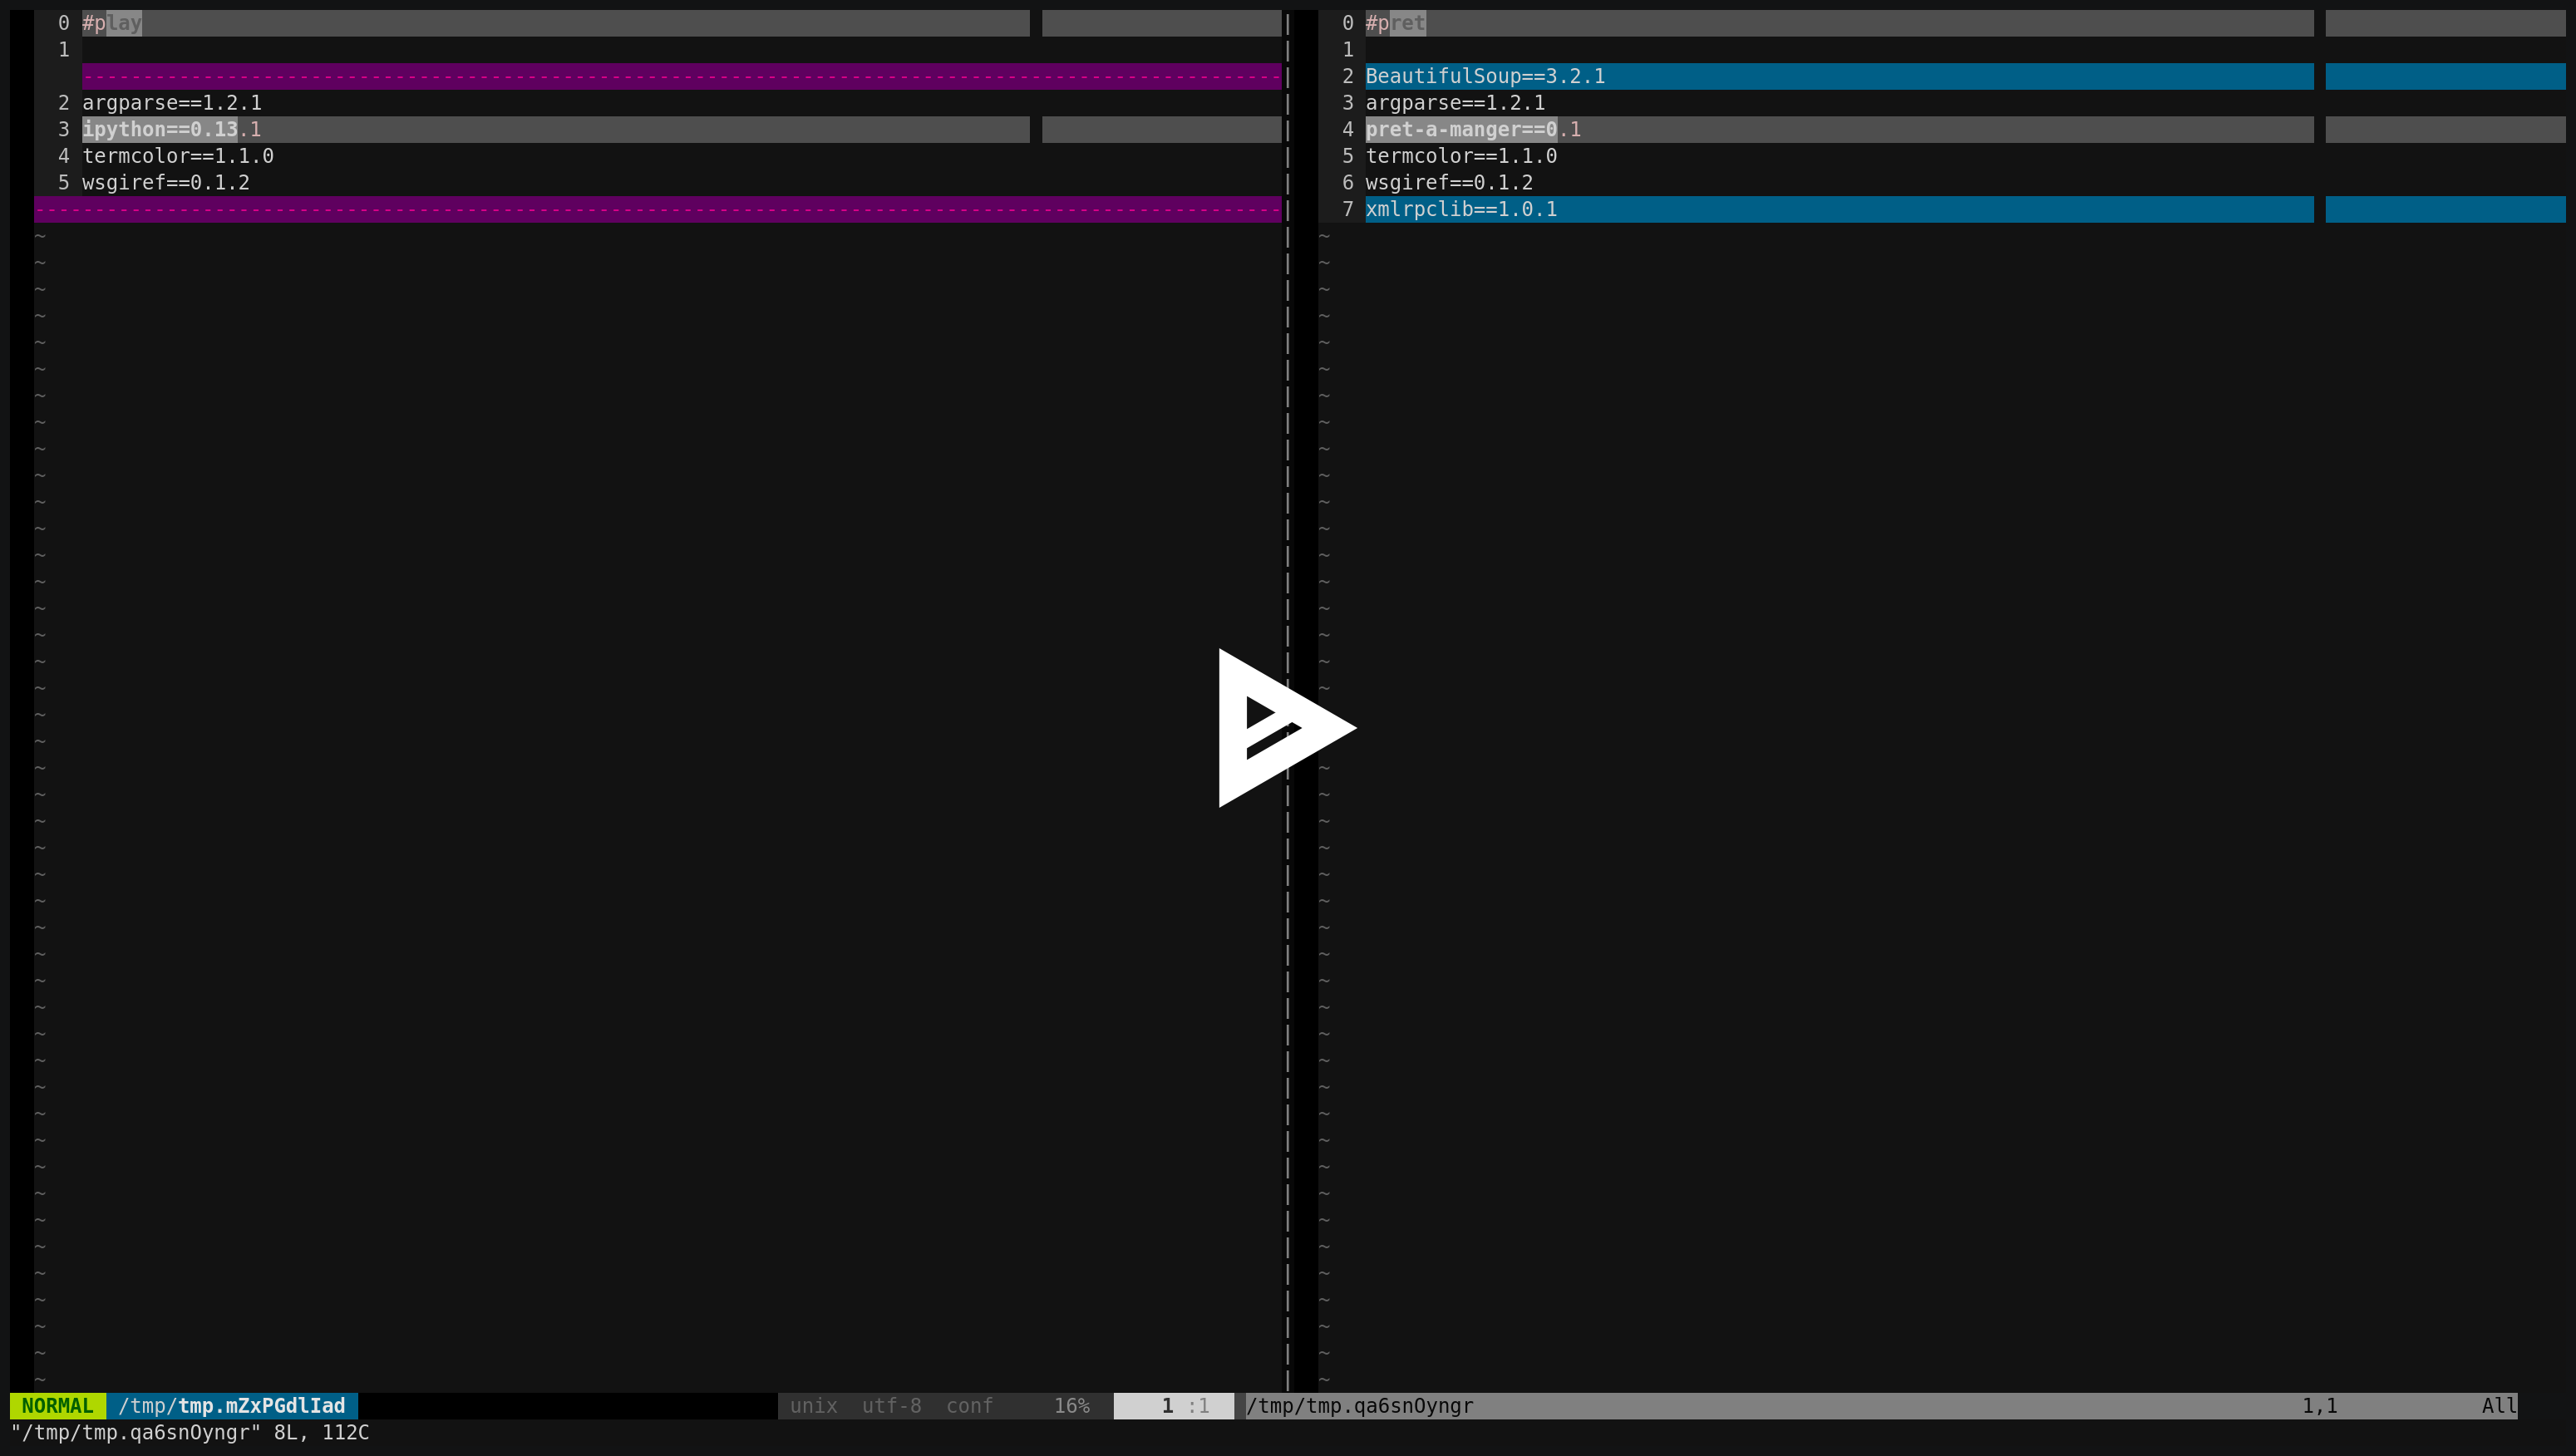 0 #play
1
---------------------------------------------------------------------------------------------------
2 argparse==1.2.1
3 ipython==0.13.1
4 termcolor==1.1.0
5 wsgiref==0.1.2
---------------------------------------------------------------------------------------------------
0 #pret
1
2 BeautifulSoup==3.2.1
3 argparse==1.2.1
4 pret-a-manger==0.1
5 termcolor==1.1.0
6 wsgiref==0.1.2
7 xmlrpclib==1.0.1
NORMAL /tmp/tmp.mZxPGdlIad unix utf-8 conf 16% 1 :1 /tmp/tmp.qa6snOyngr 1,1 All
"/tmp/tmp.qa6snOyngr" 8L, 112C